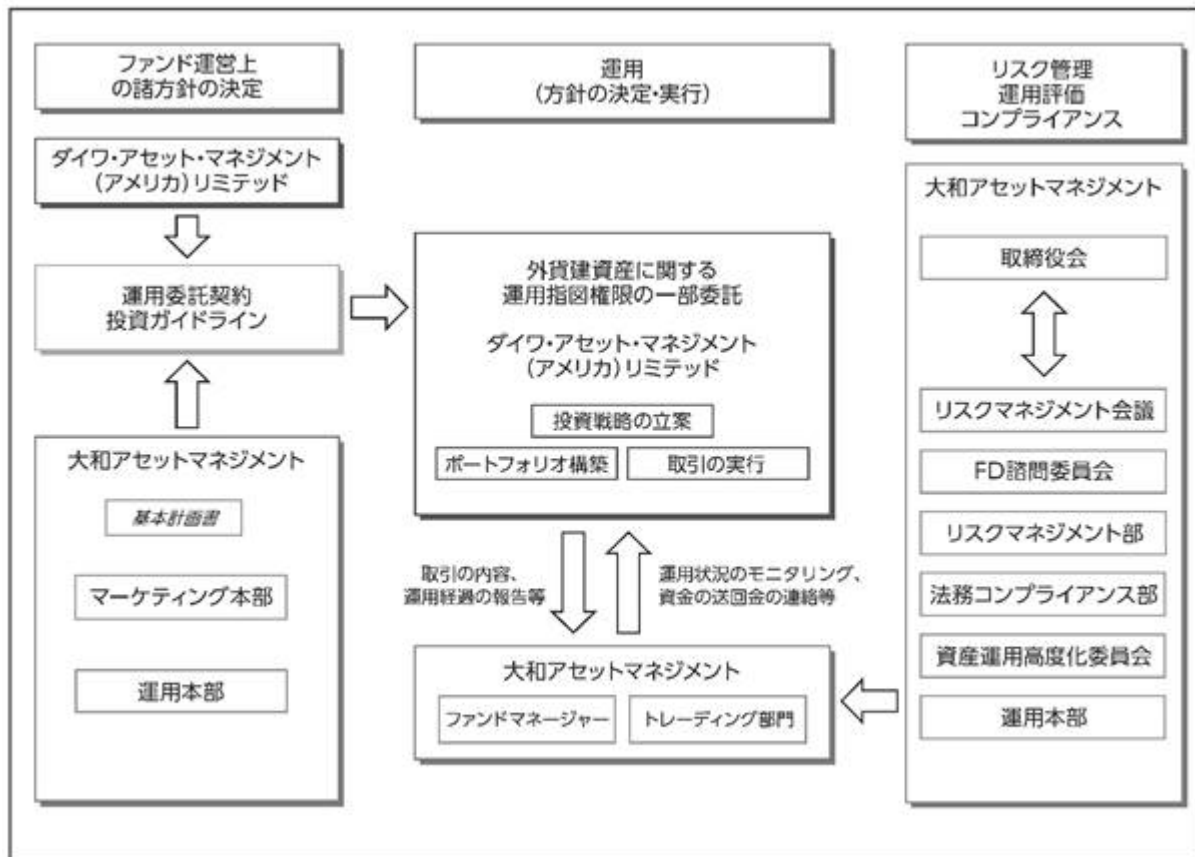 ファンド運営上
の諸方針の決定
ダイワ・アセット・マネジメント
(アメリカ)リミテッド
運用委託契約
投資ガイドライン
大和アセットマネジメント
基本計画書
マーケティング本部
運用本部
運用
(方針の決定・実行)
外貨建資産に関する
運用指図権限の一部委託
ダイワ・アセット・マネジメント
(アメリカ)リミテッド
投資戦略の立案
ポートフォリオ構築
取引の実行
取引の内容、
運用経過の報告等
運用状況のモニタリング、
資金の送回金の連絡等
大和アセットマネジメント
ファンドマネージャー
トレーディング部門
リスク管理
運用評価
コンプライアンス
大和アセットマネジメント
取締役会
リスクマネジメント会議
FD諮問委員会
リスクマネジメント部
法務コンプライアンス部
資産運用高度化委員会
運用本部